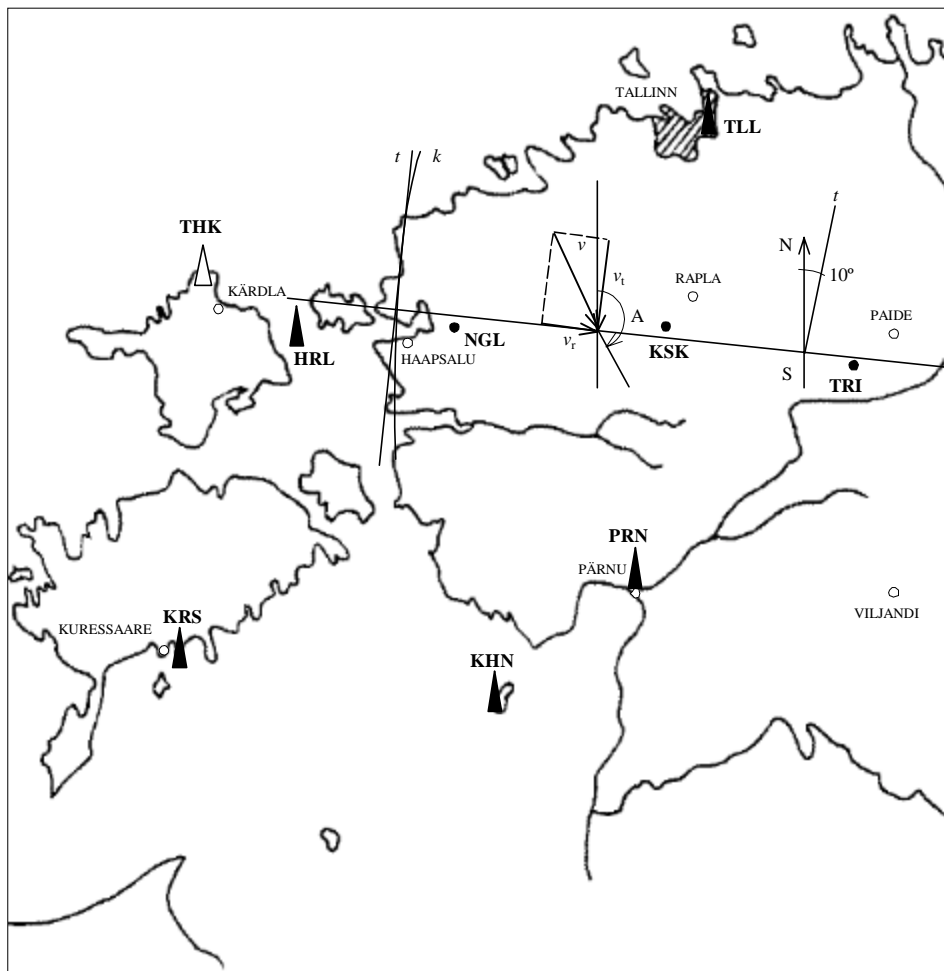 TALLINN
TLL
t k
t
THK
N
v
RAPLA
10º
v_t
KÄRDLA
A
PAIDE
NGL
KSK
HRL
HAAPSALU
v_r
S
TRI
PRN
PÄRNU
KRS
VILJANDI
KURESSAARE
KHN